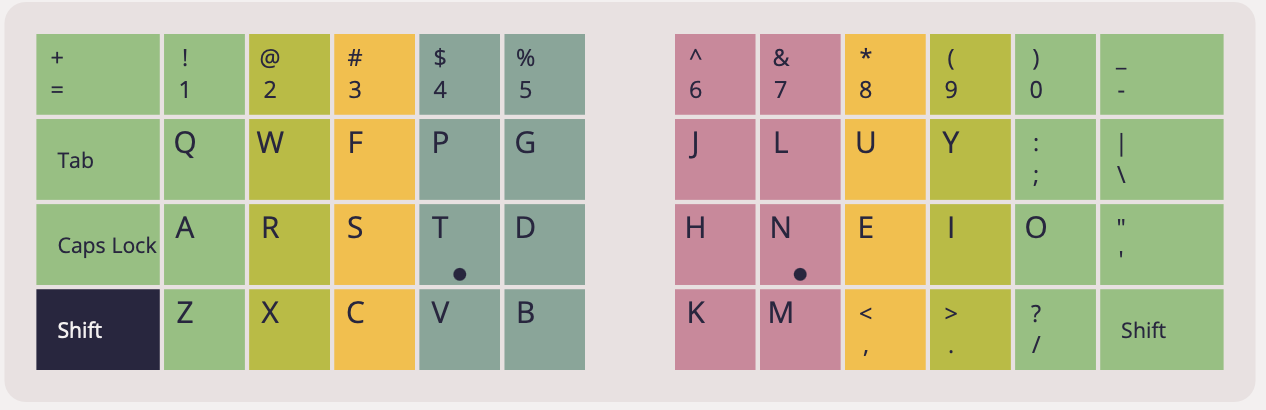 + ! @ # $ % ^ & * ( ) _
= 1 2 3 4 5 6 7 8 9 0 -
Tab Q W F P G J L U Y : |
; \
Caps Lock A R S T D H N E I O "
'
Shift Z X C V B K M < > ? Shift
, . /